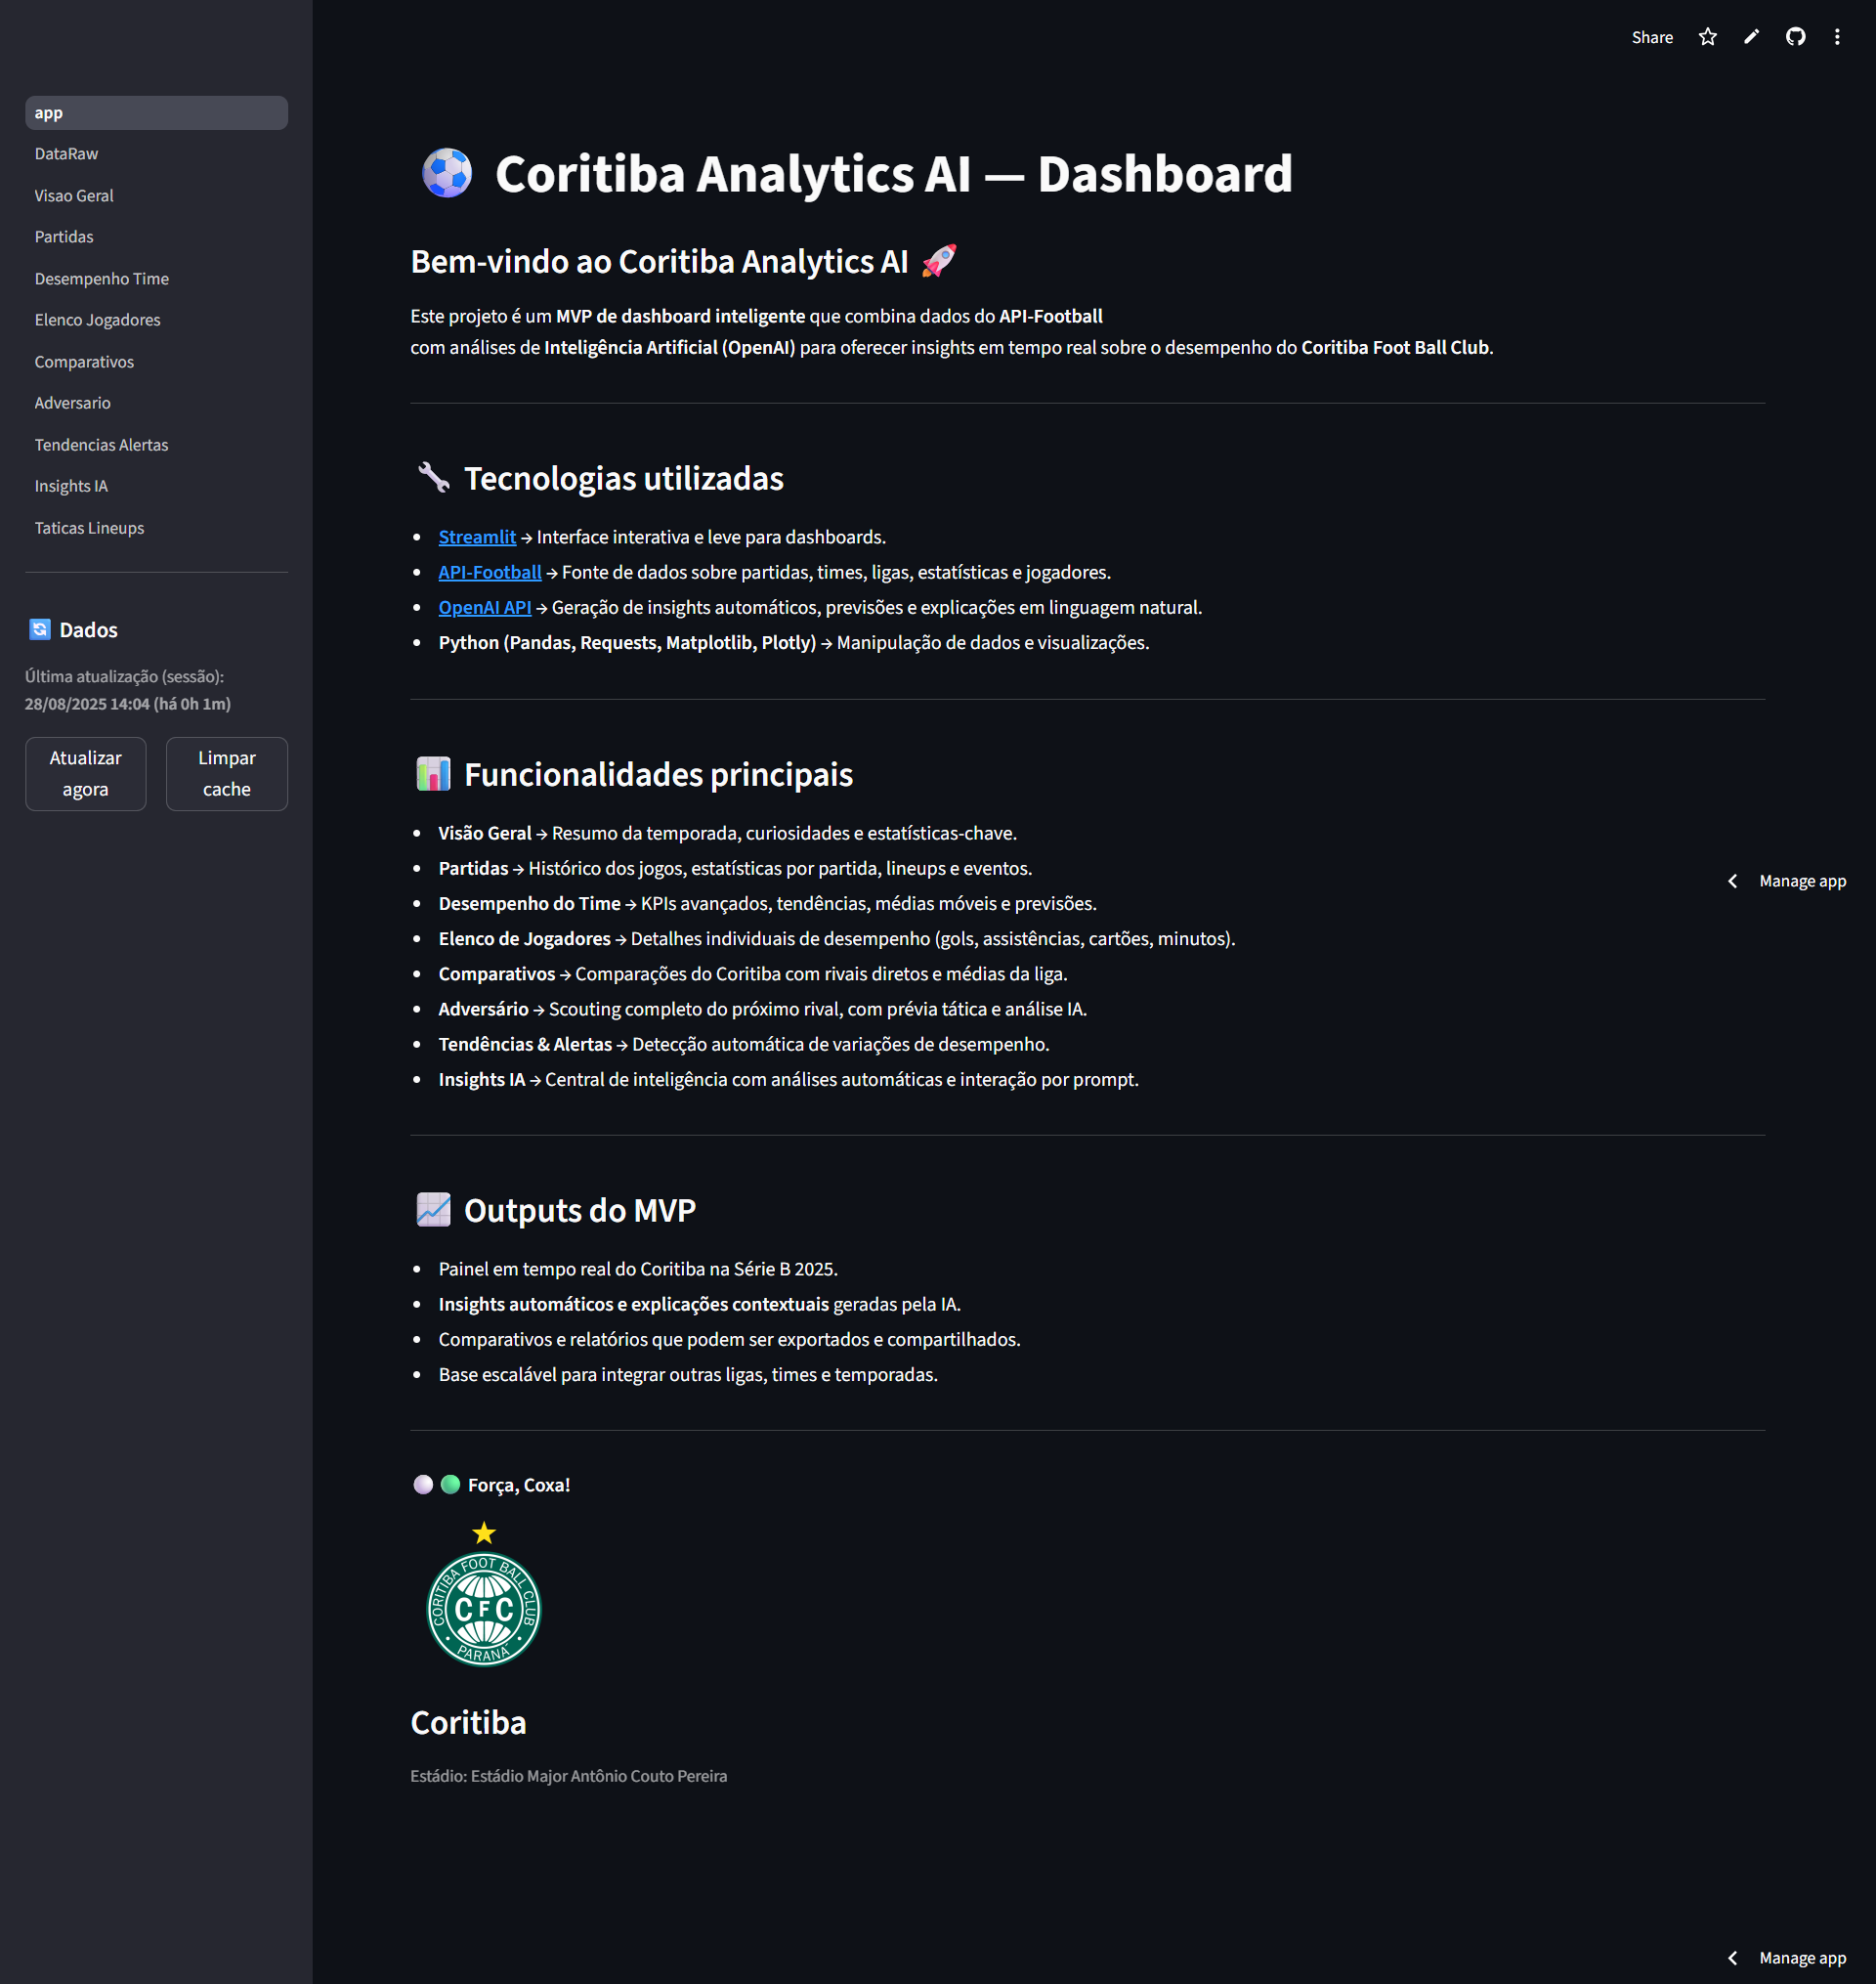 Share
app
DataRaw
Visao Geral
Partidas
Desempenho Time
Elenco Jogadores
Comparativos
Adversario
Tendencias Alertas
Insights IA
Taticas Lineups
Dados
Última atualização (sessão):
28/08/2025 14:04 (há 0h 1m)
Atualizar
agora
Limpar
cache
Coritiba Analytics AI — Dashboard
Bem-vindo ao Coritiba Analytics AI 🚀
Este projeto é um MVP de dashboard inteligente que combina dados do API-Football
com análises de Inteligência Artificial (OpenAI) para oferecer insights em tempo real sobre o desempenho do Coritiba Foot Ball Club.
Tecnologias utilizadas
• Streamlit → Interface interativa e leve para dashboards.
• API-Football → Fonte de dados sobre partidas, times, ligas, estatísticas e jogadores.
• OpenAI API → Geração de insights automáticos, previsões e explicações em linguagem natural.
• Python (Pandas, Requests, Matplotlib, Plotly) → Manipulação de dados e visualizações.
Funcionalidades principais
• Visão Geral → Resumo da temporada, curiosidades e estatísticas-chave.
• Partidas → Histórico dos jogos, estatísticas por partida, lineups e eventos.
• Desempenho do Time → KPIs avançados, tendências, médias móveis e previsões.
• Elenco de Jogadores → Detalhes individuais de desempenho (gols, assistências, cartões, minutos).
• Comparativos → Comparações do Coritiba com rivais diretos e médias da liga.
• Adversário → Scouting completo do próximo rival, com prévia tática e análise IA.
• Tendências & Alertas → Detecção automática de variações de desempenho.
• Insights IA → Central de inteligência com análises automáticas e interação por prompt.
Manage app
Outputs do MVP
• Painel em tempo real do Coritiba na Série B 2025.
• Insights automáticos e explicações contextuais geradas pela IA.
• Comparativos e relatórios que podem ser exportados e compartilhados.
• Base escalável para integrar outras ligas, times e temporadas.
Força, Coxa!
CORITIBA FOOT BALL CLUB
CFC
PARANÁ
Coritiba
Estádio: Estádio Major Antônio Couto Pereira
Manage app